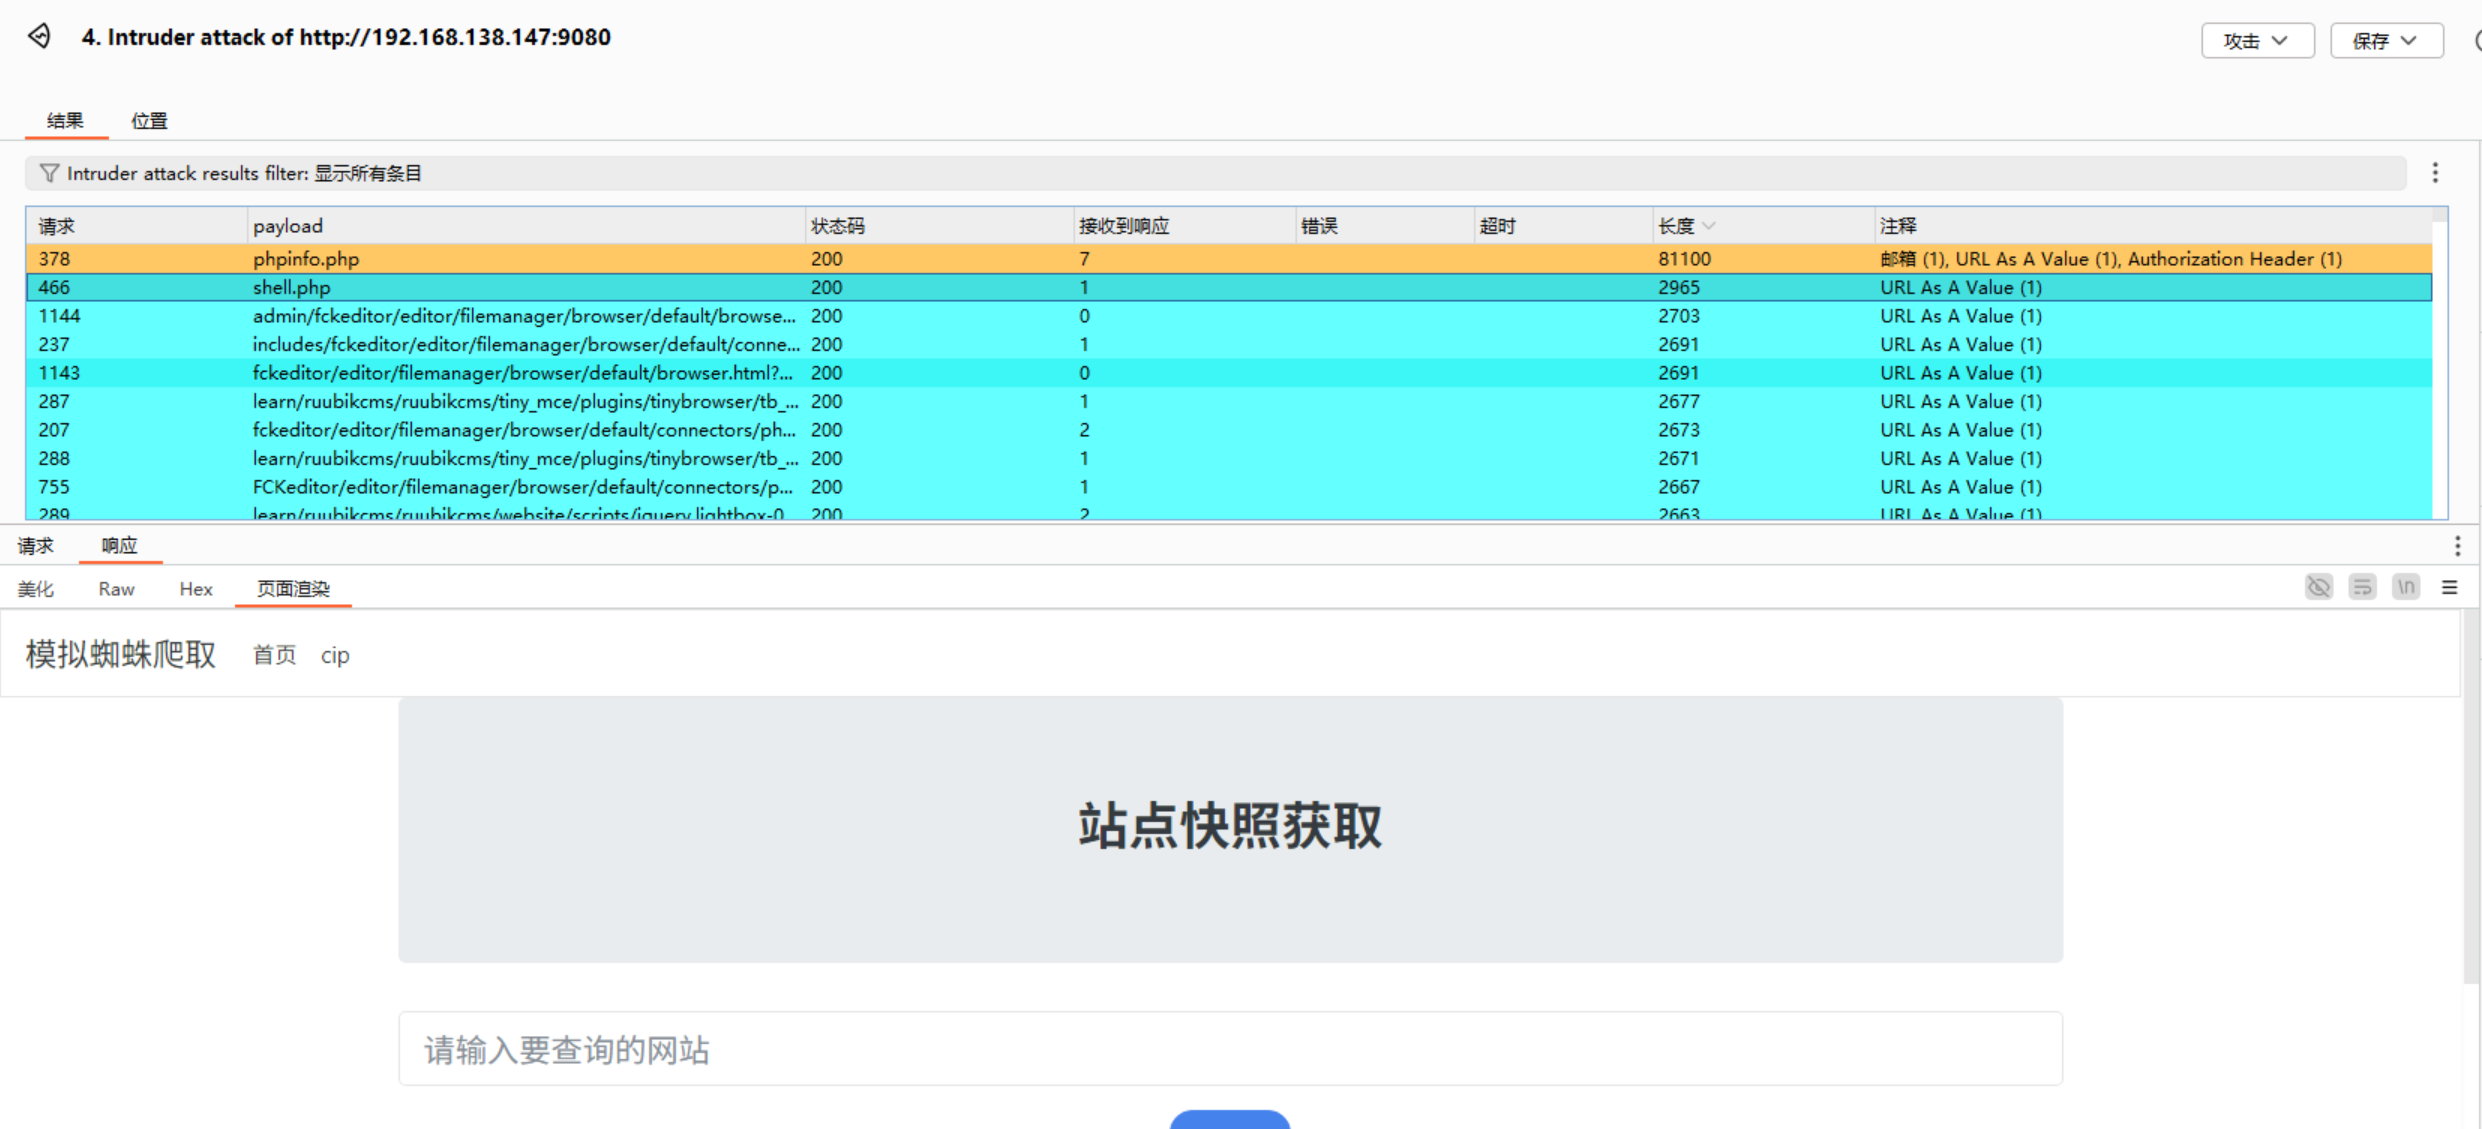 4. Intruder attack of http://192.168.138.147:9080
攻击 保存
结果 位置
Intruder attack results filter: 显示所有条目
请求 payload 状态码 接收到响应 错误 超时 长度 注释
378 phpinfo.php 200 7 81100 邮箱 (1), URL As A Value (1), Authorization Header (1)
466 shell.php 200 1 2965 URL As A Value (1)
1144 admin/fckeditor/editor/filemanager/browser/default/browse... 200 0 2703 URL As A Value (1)
237 includes/fckeditor/editor/filemanager/browser/default/conne... 200 1 2691 URL As A Value (1)
1143 fckeditor/editor/filemanager/browser/default/browser.html?... 200 0 2691 URL As A Value (1)
287 learn/ruubikcms/ruubikcms/tiny_mce/plugins/tinybrowser/tb_... 200 1 2677 URL As A Value (1)
207 fckeditor/editor/filemanager/browser/default/connectors/ph... 200 2 2673 URL As A Value (1)
288 learn/ruubikcms/ruubikcms/tiny_mce/plugins/tinybrowser/tb_... 200 1 2671 URL As A Value (1)
755 FCKeditor/editor/filemanager/browser/default/connectors/p... 200 1 2667 URL As A Value (1)
289 learn/ruubikcms/ruubikcms/website/scripts/jquery.lightbox-0 200 2 2663 URL As A Value (1)
请求 响应
美化 Raw Hex 页面渲染 \n
模拟蜘蛛爬取 首页 cip
站点快照获取
请输入要查询的网站